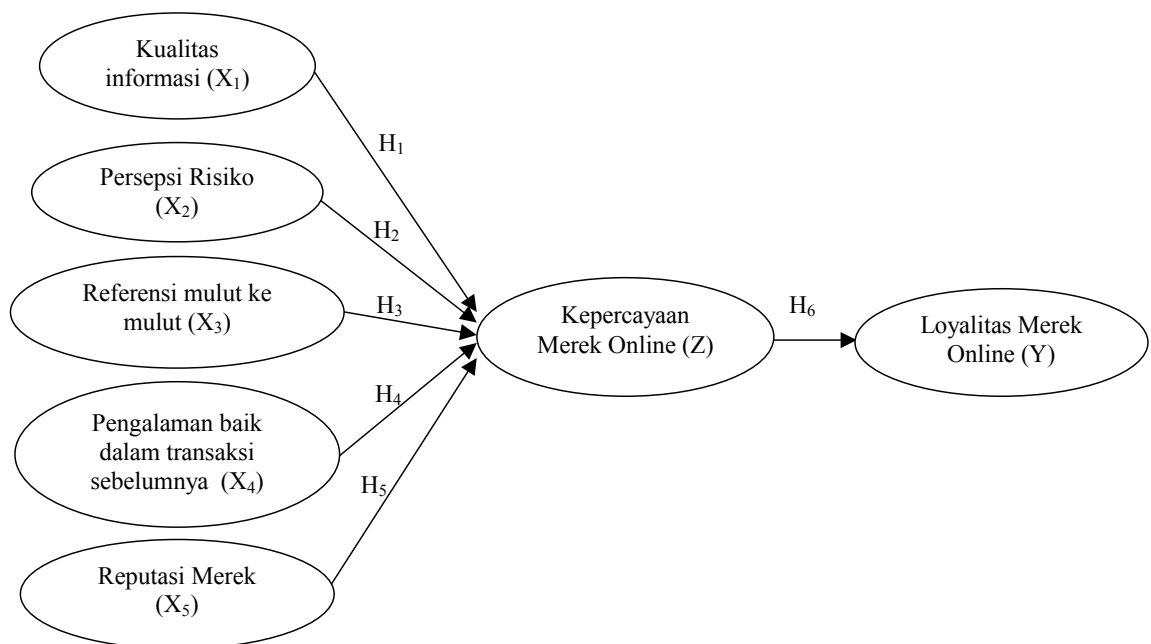 Kualitas
informasi (X₁)
H₁
Persepsi Risiko
(X₂)
H₂
Referensi mulut ke
mulut (X₃)
H₃
Pengalaman baik
dalam transaksi
sebelumnya (X₄)
H₄
Reputasi Merek
(X₅)
H₅
Kepercayaan
Merek Online (Z)
H₆
Loyalitas Merek
Online (Y)